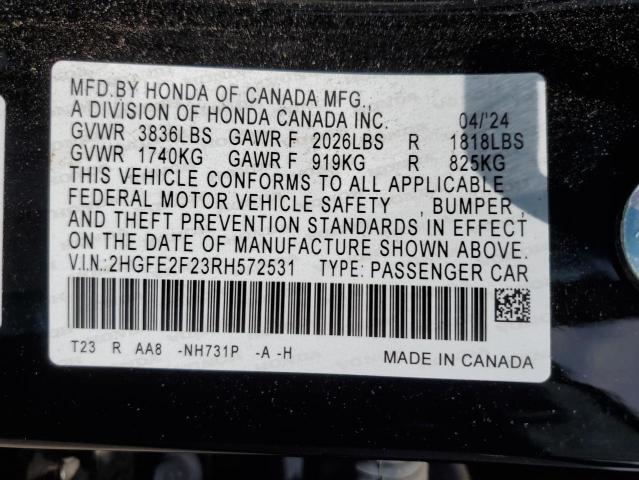 MFD.BY HONDA OF CANADA MFG.,
A DIVISION OF HONDA CANADA INC. 04/'24
GVWR 3836LBS GAWR F 2026LBS R 1818LBS
GVWR 1740KG GAWR F 919KG R 825KG
THIS VEHICLE CONFORMS TO ALL APPLICABLE
FEDERAL MOTOR VEHICLE SAFETY , BUMPER ,
AND THEFT PREVENTION STANDARDS IN EFFECT
ON THE DATE OF MANUFACTURE SHOWN ABOVE.
V.I.N.:2HGFE2F23RH572531 TYPE: PASSENGER CAR
T23 R AA8 -NH731P -A -H MADE IN CANADA